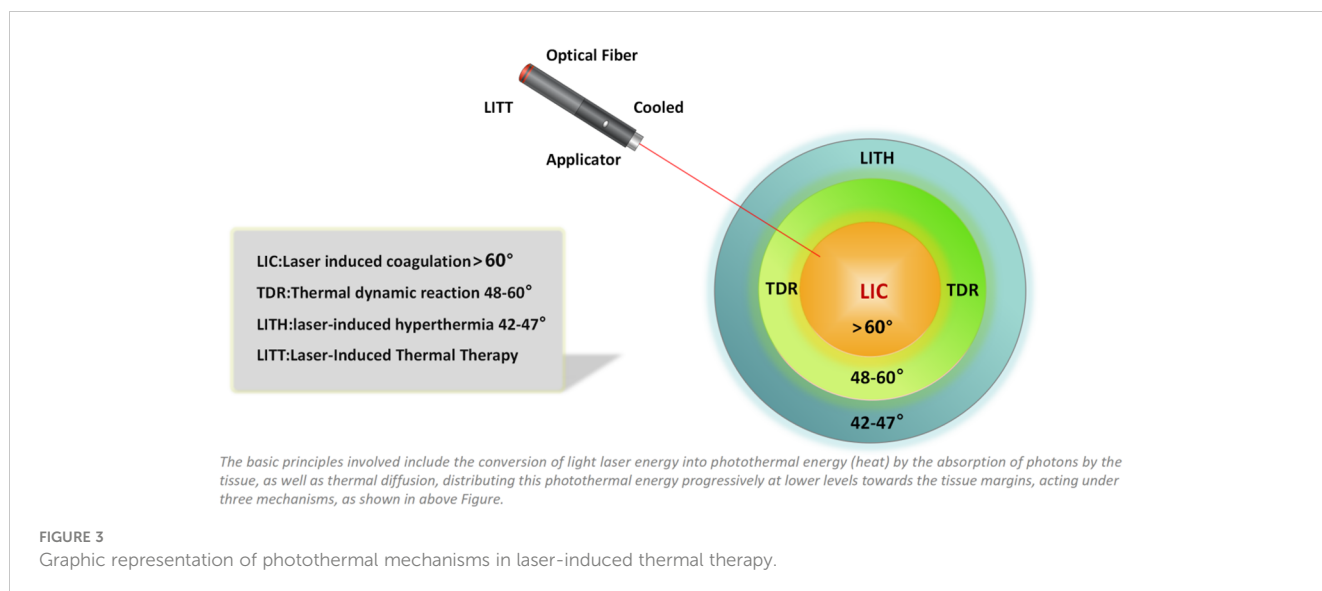 Optical Fiber
LITT
Cooled
Applicator
LITH
TDR
LIC
TDR
>60°
48-60°
42-47°
LIC:Laser induced coagulation>60°
TDR:Thermal dynamic reaction 48-60°
LITH:laser-induced hyperthermia 42-47°
LITT:Laser-Induced Thermal Therapy
The basic principles involved include the conversion of light laser energy into photothermal energy (heat) by the absorption of photons by the
tissue, as well as thermal diffusion, distributing this photothermal energy progressively at lower levels towards the tissue margins, acting under
three mechanisms, as shown in above Figure.
FIGURE 3
Graphic representation of photothermal mechanisms in laser-induced thermal therapy.